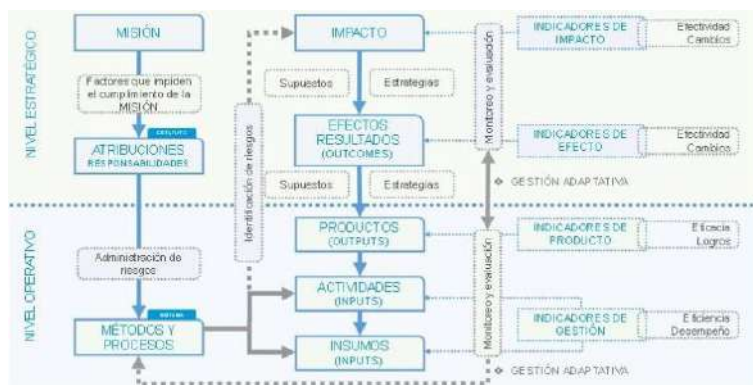 NIVEL ESTRATÉGICO
MISIÓN
Factores que impiden
el cumplimiento de la
MISIÓN
ATRIBUCIONES
RESPONSABILIDADES
Identificación de riesgos
IMPACTO
Supuestos
Estrategias
EFECTOS
RESULTADOS
(OUTCOMES)
Supuestos
Estrategias
Monitoreo y evaluación
INDICADORES DE
IMPACTO
Efectividad
Cambios
INDICADORES DE
EFECTO
Efectividad
Cambios
❖ GESTIÓN ADAPTATIVA
NIVEL OPERATIVO
Administración de
riesgos
MÉTODOS Y
PROCESOS
PRODUCTOS
(OUTPUTS)
ACTIVIDADES
(INPUTS)
INSUMOS
(INPUTS)
Monitoreo y evaluación
INDICADORES DE
PRODUCTO
Eficacia
Logros
INDICADORES DE
GESTIÓN
Eficiencia
Desempeño
❖ GESTIÓN ADAPTATIVA